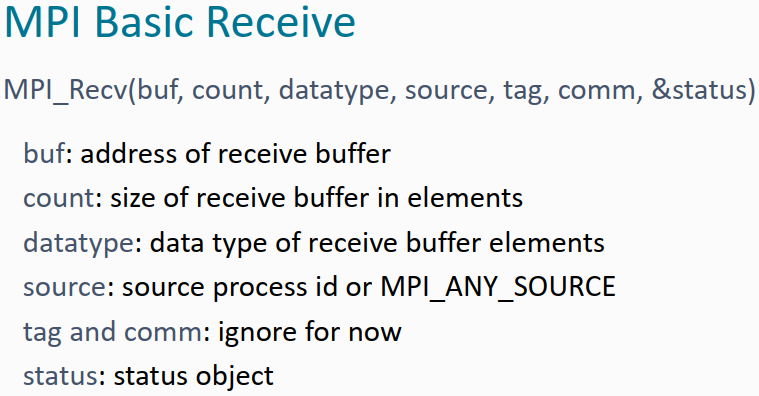 MPI Basic Receive
MPI_Recv(buf, count, datatype, source, tag, comm, &status)
buf: address of receive buffer
count: size of receive buffer in elements
datatype: data type of receive buffer elements
source: source process id or MPI_ANY_SOURCE
tag and comm: ignore for now
status: status object